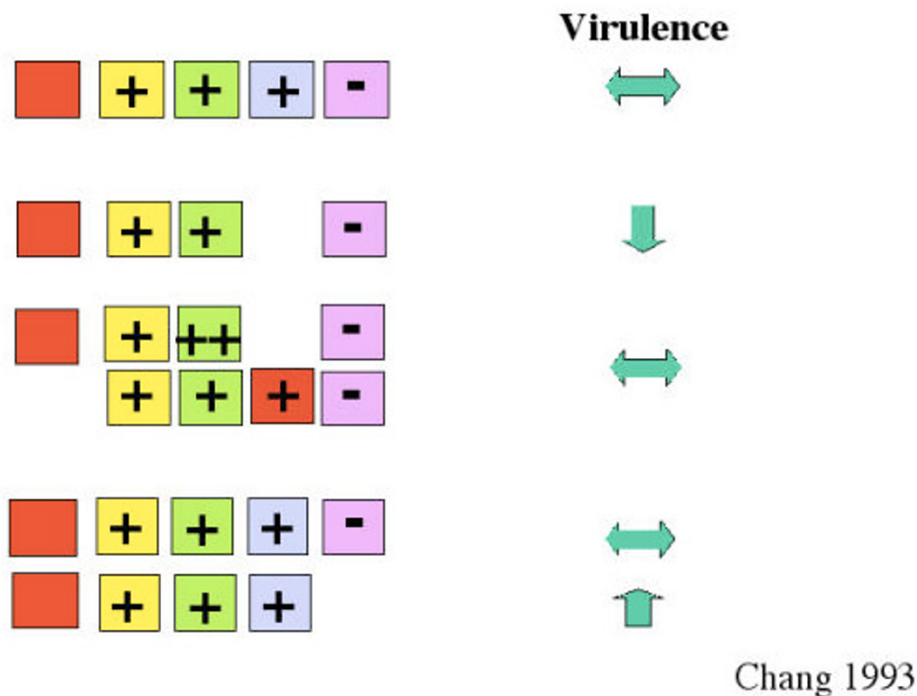 Virulence
+ + + -
+ + -
+ ++ -
+ + + -
+ + + -
+ + +
Chang 1993